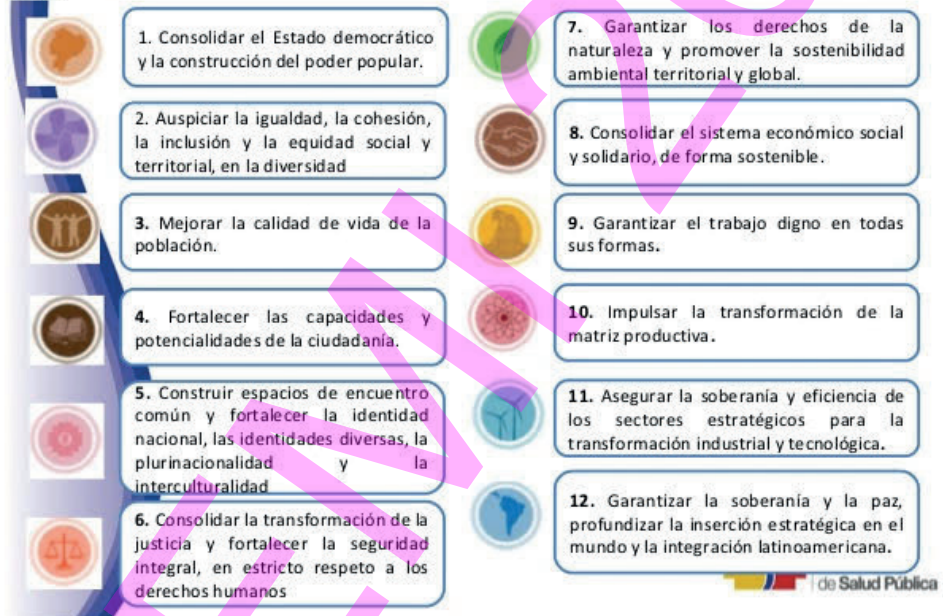 1. Consolidar el Estado democrático
y la construcción del poder popular.
2. Auspiciar la igualdad, la cohesión,
la inclusión y la equidad social y
territorial, en la diversidad
3. Mejorar la calidad de vida de la
población.
4. Fortalecer las capacidades y
potencialidades de la ciudadanía.
5. Construir espacios de encuentro
común y fortalecer la identidad
nacional, las identidades diversas, la
plurinacionalidad y la
interculturalidad
6. Consolidar la transformación de la
justicia y fortalecer la seguridad
integral, en estricto respeto a los
derechos humanos
7. Garantizar los derechos de la
naturaleza y promover la sostenibilidad
ambiental territorial y global.
8. Consolidar el sistema económico social
y solidario, de forma sostenible.
9. Garantizar el trabajo digno en todas
sus formas.
10. Impulsar la transformación de la
matriz productiva.
11. Asegurar la soberanía y eficiencia de
los sectores estratégicos para la
transformación industrial y tecnológica.
12. Garantizar la soberanía y la paz,
profundizar la inserción estratégica en el
mundo y la integración latinoamericana.
de Salud Pública